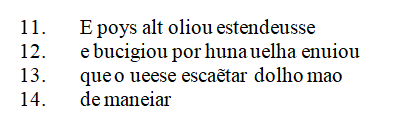 11. E poys alt oliou estendeusse
12. e bucigiou por huna uelha enuiou
13. que o ueese escaẽtar dolho mao
14. de maneiar